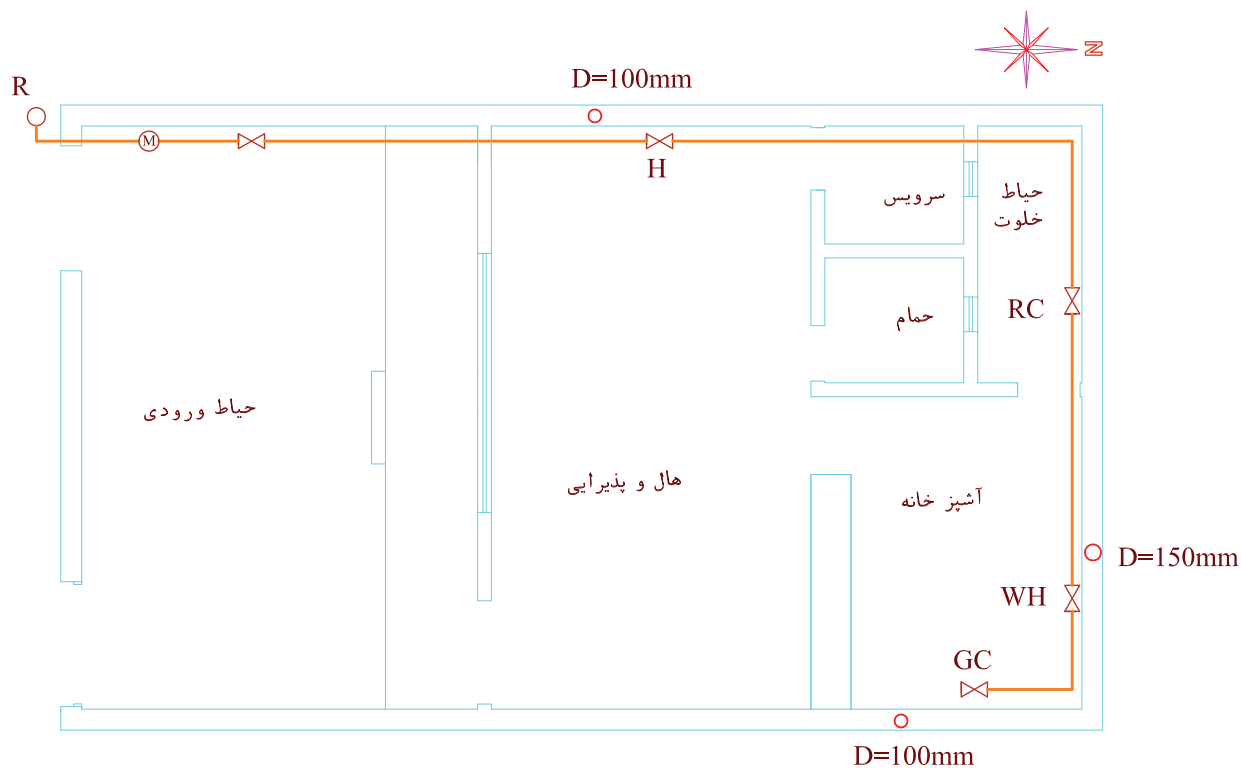 N
R
D=100mm
M
H
سرویس
حیاط
خلوت
RC
حمام
حیاط ورودی
هال و پذیرایی
آشپز خانه
D=150mm
WH
GC
D=100mm